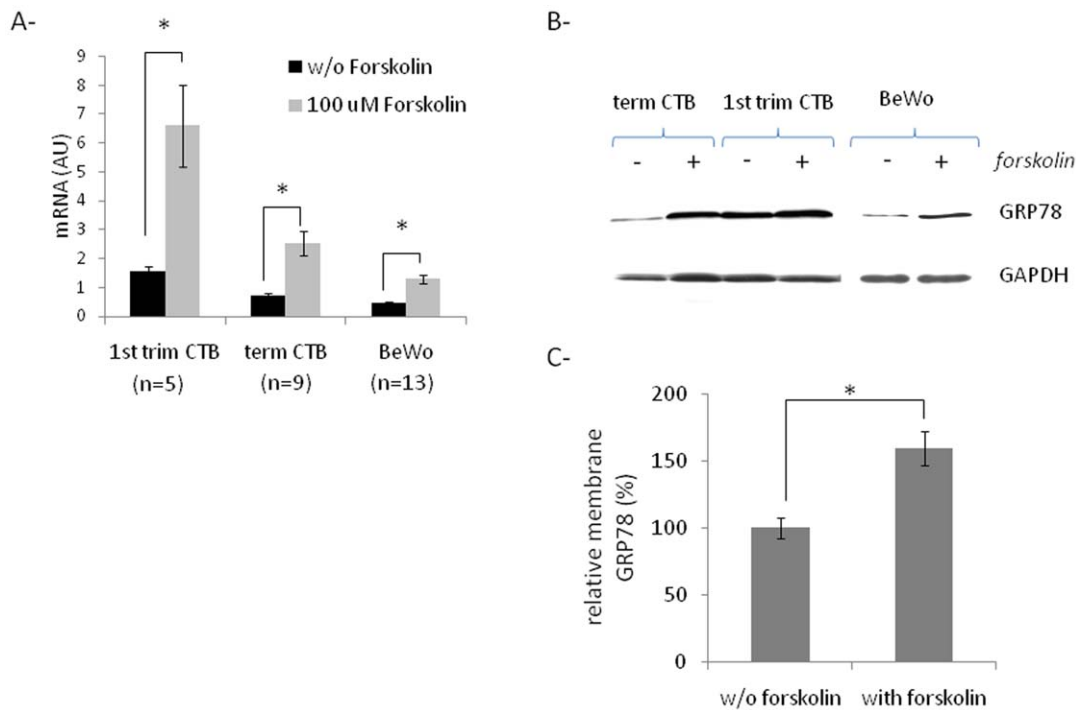 A-
*
9
8
7
6
5
4
3
2
1
0
mRNA (AU)
w/o Forskolin
100 uM Forskolin
*
*
1st trim CTB term CTB BeWo
(n=5) (n=9) (n=13)
B-
term CTB 1st trim CTB BeWo
- + - + - + forskolin
GRP78
GAPDH
C-
200
150
100
50
0
relative membrane
GRP78 (%)
*
w/o forskolin with forskolin